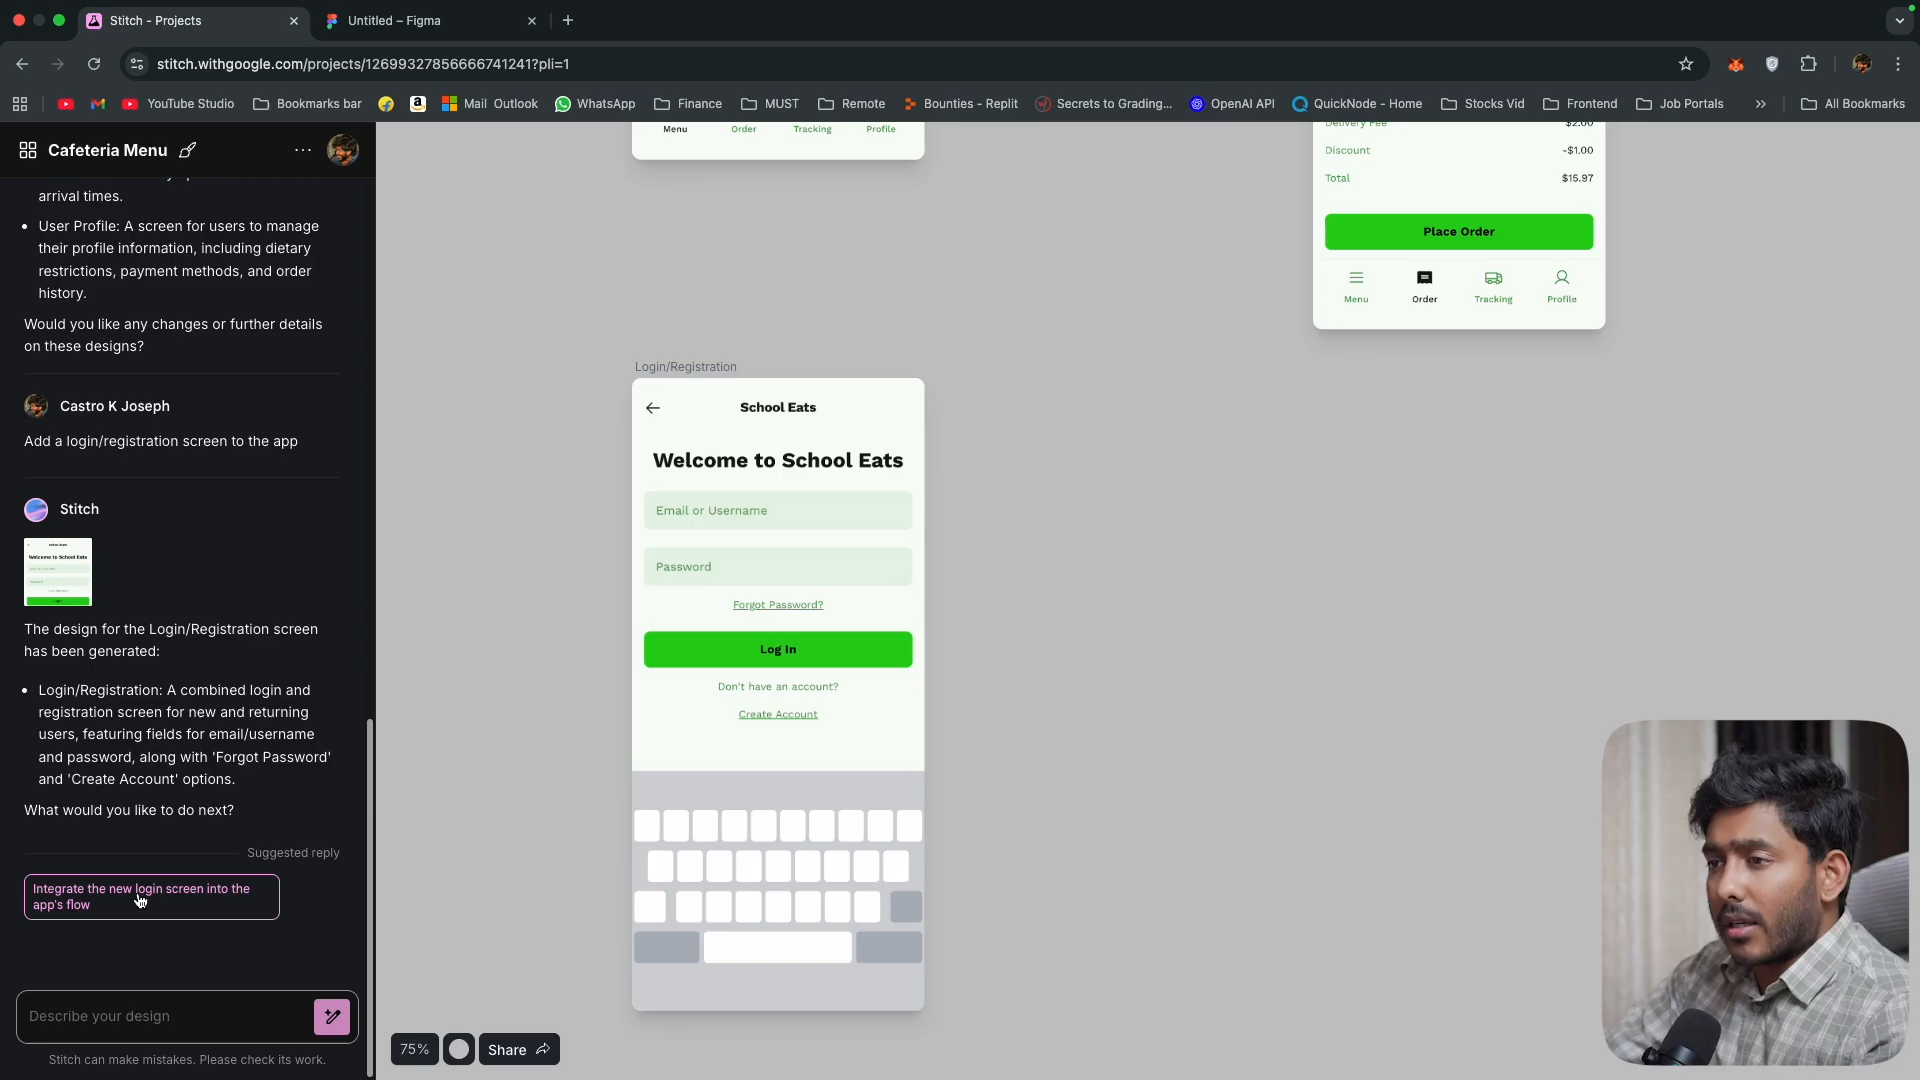 Stitch - Projects
Untitled – Figma
stitch.withgoogle.com/projects/12699327856666741241?pli=1
YouTube Studio
Bookmarks bar
Mail
Outlook
WhatsApp
Finance
MUST
Remote
Bounties - Replit
Secrets to Grading...
OpenAI API
QuickNode - Home
Stocks Vid
Frontend
Job Portals
All Bookmarks
Cafeteria Menu
arrival times.
User Profile: A screen for users to manage
their profile information, including dietary
restrictions, payment methods, and order
history.
Would you like any changes or further details
on these designs?
Castro K Joseph
Add a login/registration screen to the app
Stitch
The design for the Login/Registration screen
has been generated:
Login/Registration: A combined login and
registration screen for new and returning
users, featuring fields for email/username
and password, along with 'Forgot Password'
and 'Create Account' options.
What would you like to do next?
Suggested reply
Integrate the new login screen into the
app's flow
Describe your design
Stitch can make mistakes. Please check its work.
Menu
Order
Tracking
Profile
Delivery Fee $2.00
Discount -$1.00
Total $15.97
Place Order
Menu
Order
Tracking
Profile
Login/Registration
School Eats
Welcome to School Eats
Email or Username
Password
Forgot Password?
Log In
Don't have an account?
Create Account
75%
Share